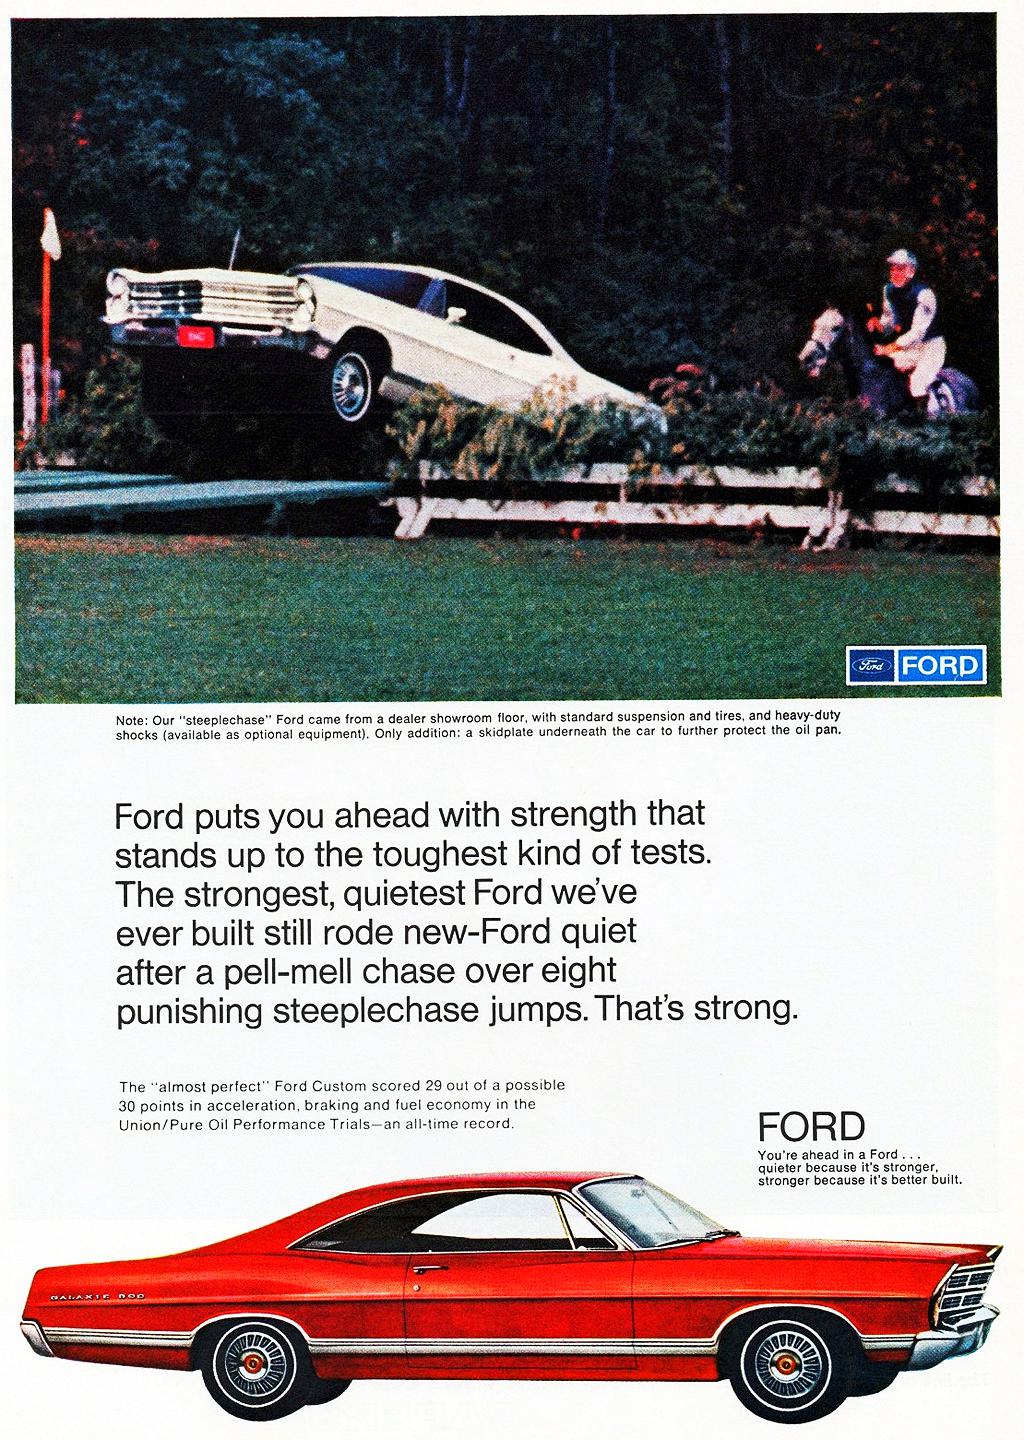 Ford FORD
Note: Our "steeplechase" Ford came from a dealer showroom floor, with standard suspension and tires, and heavy-duty
shocks (available as optional equipment). Only addition: a skidplate underneath the car to further protect the oil pan.
Ford puts you ahead with strength that
stands up to the toughest kind of tests.
The strongest, quietest Ford we've
ever built still rode new-Ford quiet
after a pell-mell chase over eight
punishing steeplechase jumps. That's strong.
The "almost perfect" Ford Custom scored 29 out of a possible
30 points in acceleration, braking and fuel economy in the
Union/Pure Oil Performance Trials—an all-time record.
FORD
You're ahead in a Ford . . .
quieter because it's stronger,
stronger because it's better built.
GALAXIE 500